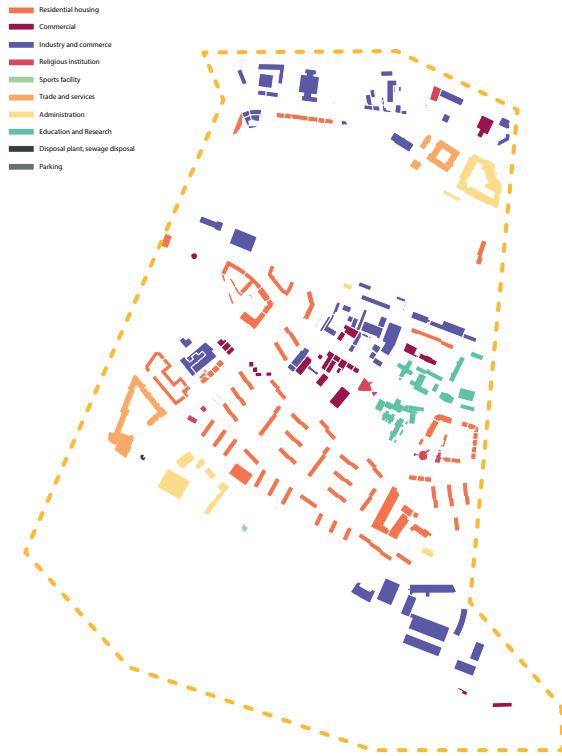 Residential housing
Commercial
Industry and commerce
Religious institution
Sports facility
Trade and services
Administration
Education and Research
Disposal plant, sewage disposal
Parking